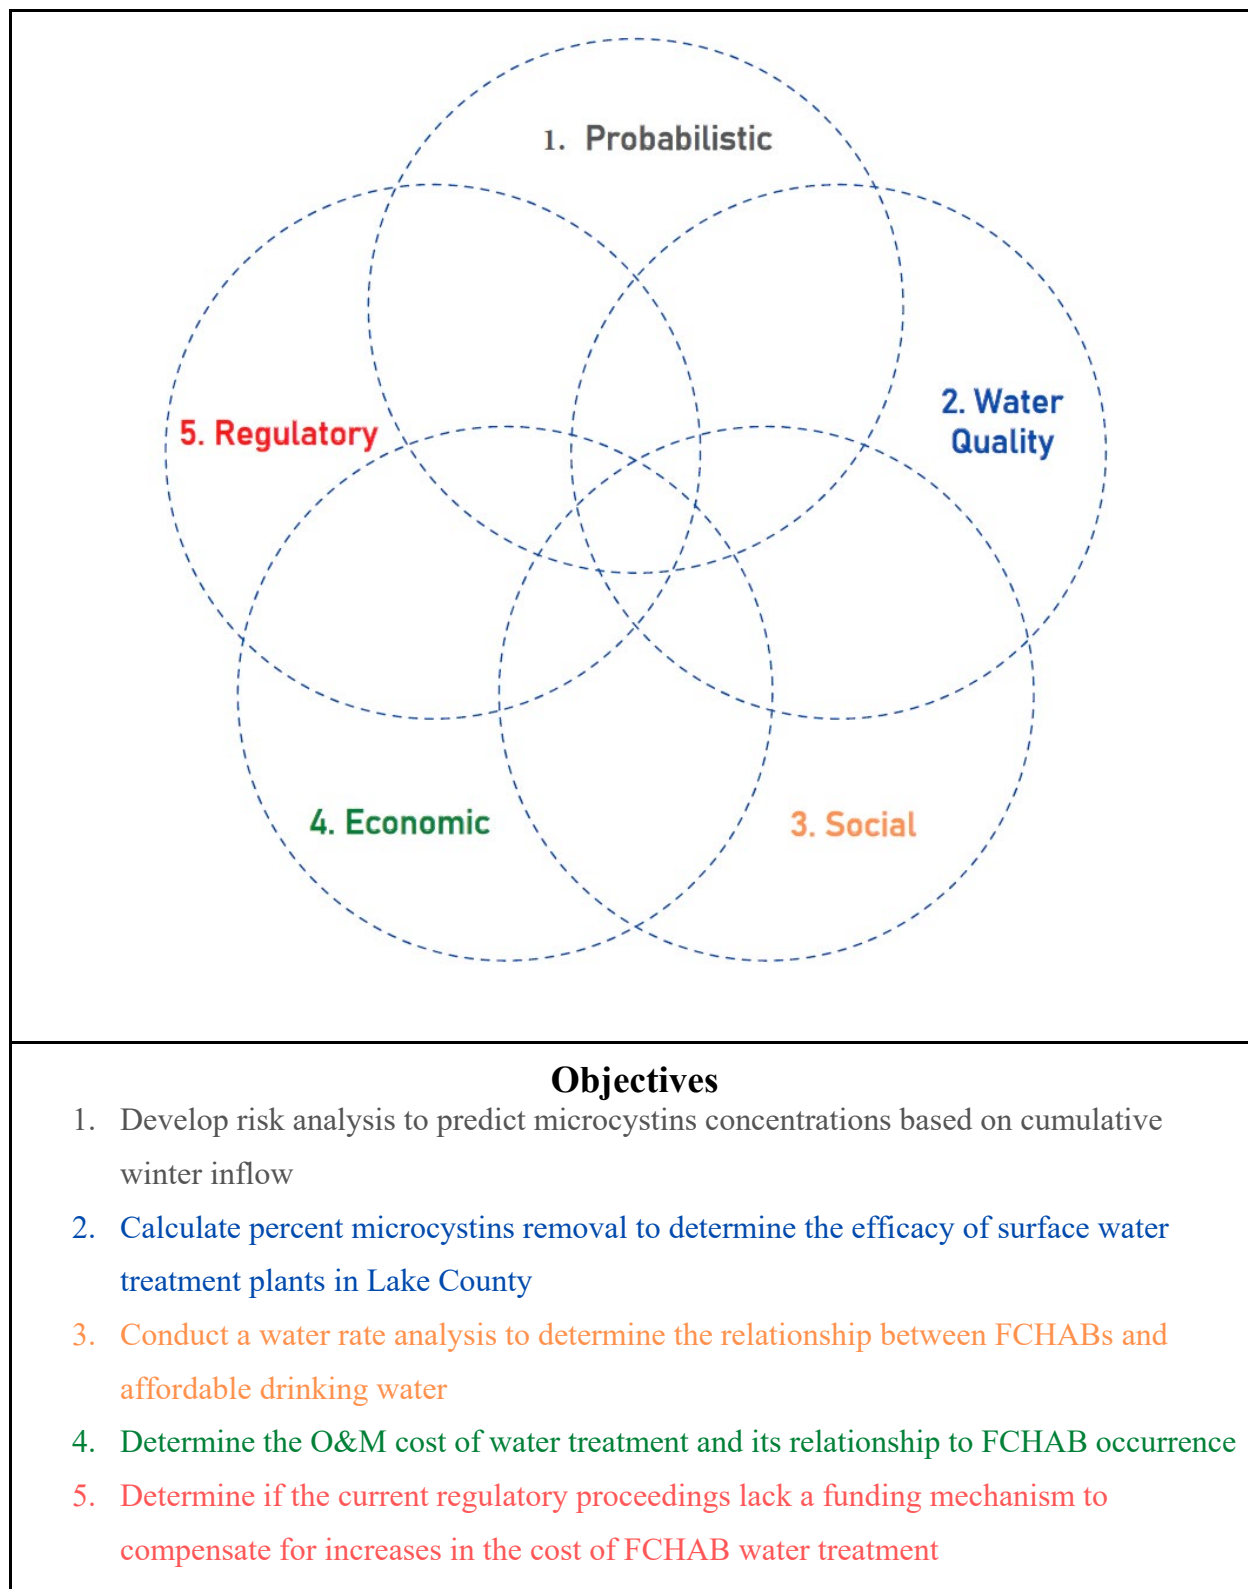 1. Probabilistic
2. Water
Quality
5. Regulatory
4. Economic
3. Social
Objectives
1. Develop risk analysis to predict microcystins concentrations based on cumulative
winter inflow
2. Calculate percent microcystins removal to determine the efficacy of surface water
treatment plants in Lake County
3. Conduct a water rate analysis to determine the relationship between FCHABs and
affordable drinking water
4. Determine the O&M cost of water treatment and its relationship to FCHAB occurrence
5. Determine if the current regulatory proceedings lack a funding mechanism to
compensate for increases in the cost of FCHAB water treatment